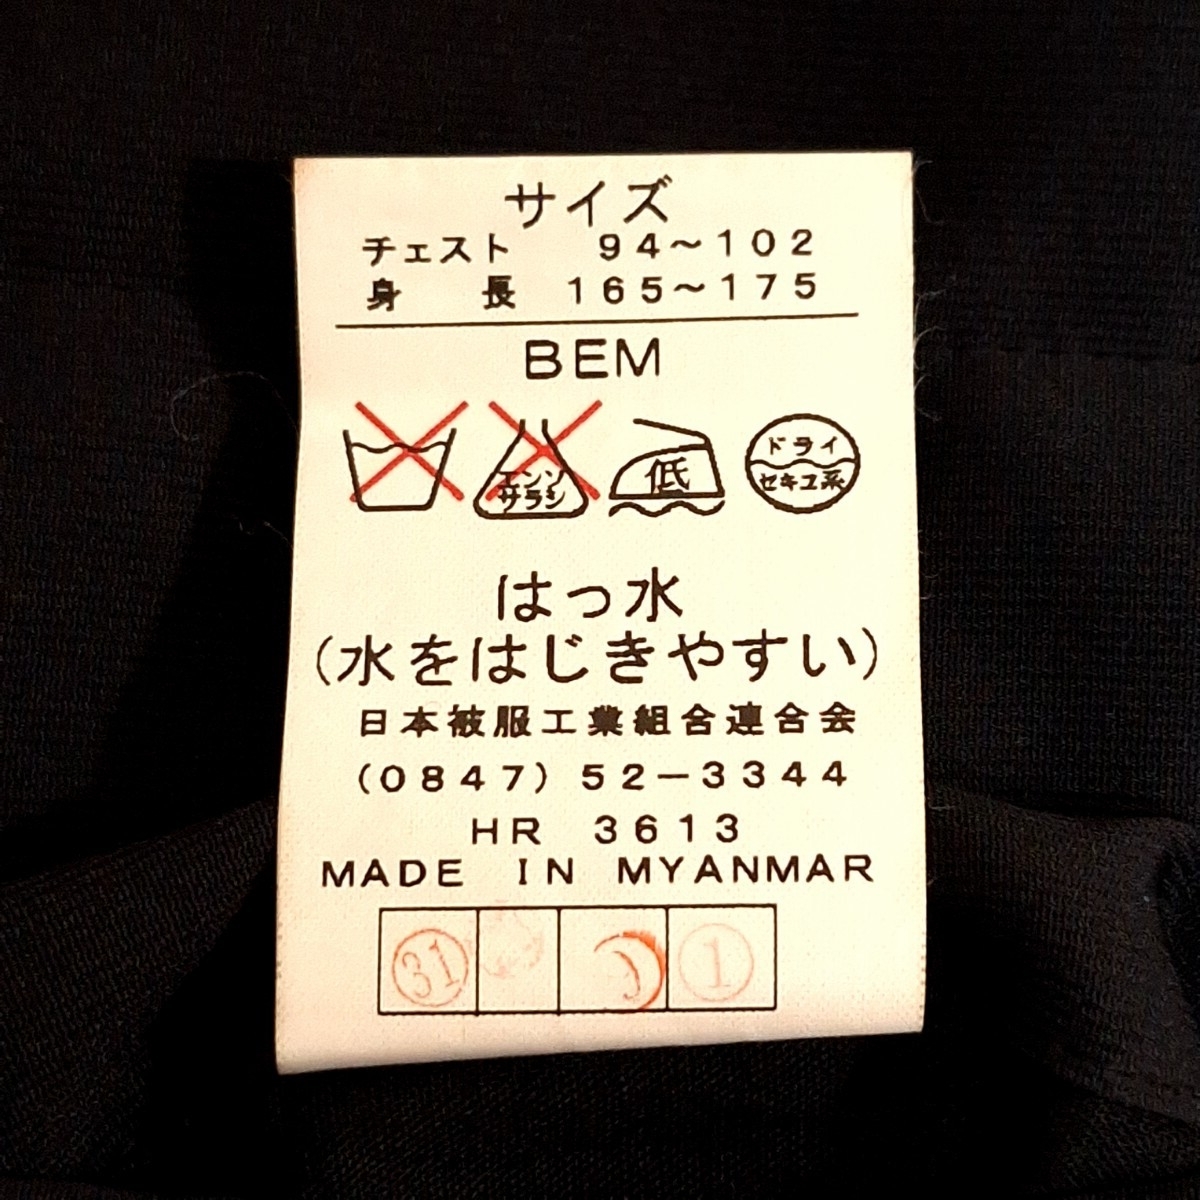 サイズ
チェスト 94～102
身 長 165～175
BEM
エンソ
サラシ
低
ドライ
セキユ系
はっ水
(水をはじきやすい)
日本被服工業組合連合会
(0847)52－3344
HR 3613
MADE IN MYANMAR
31 1